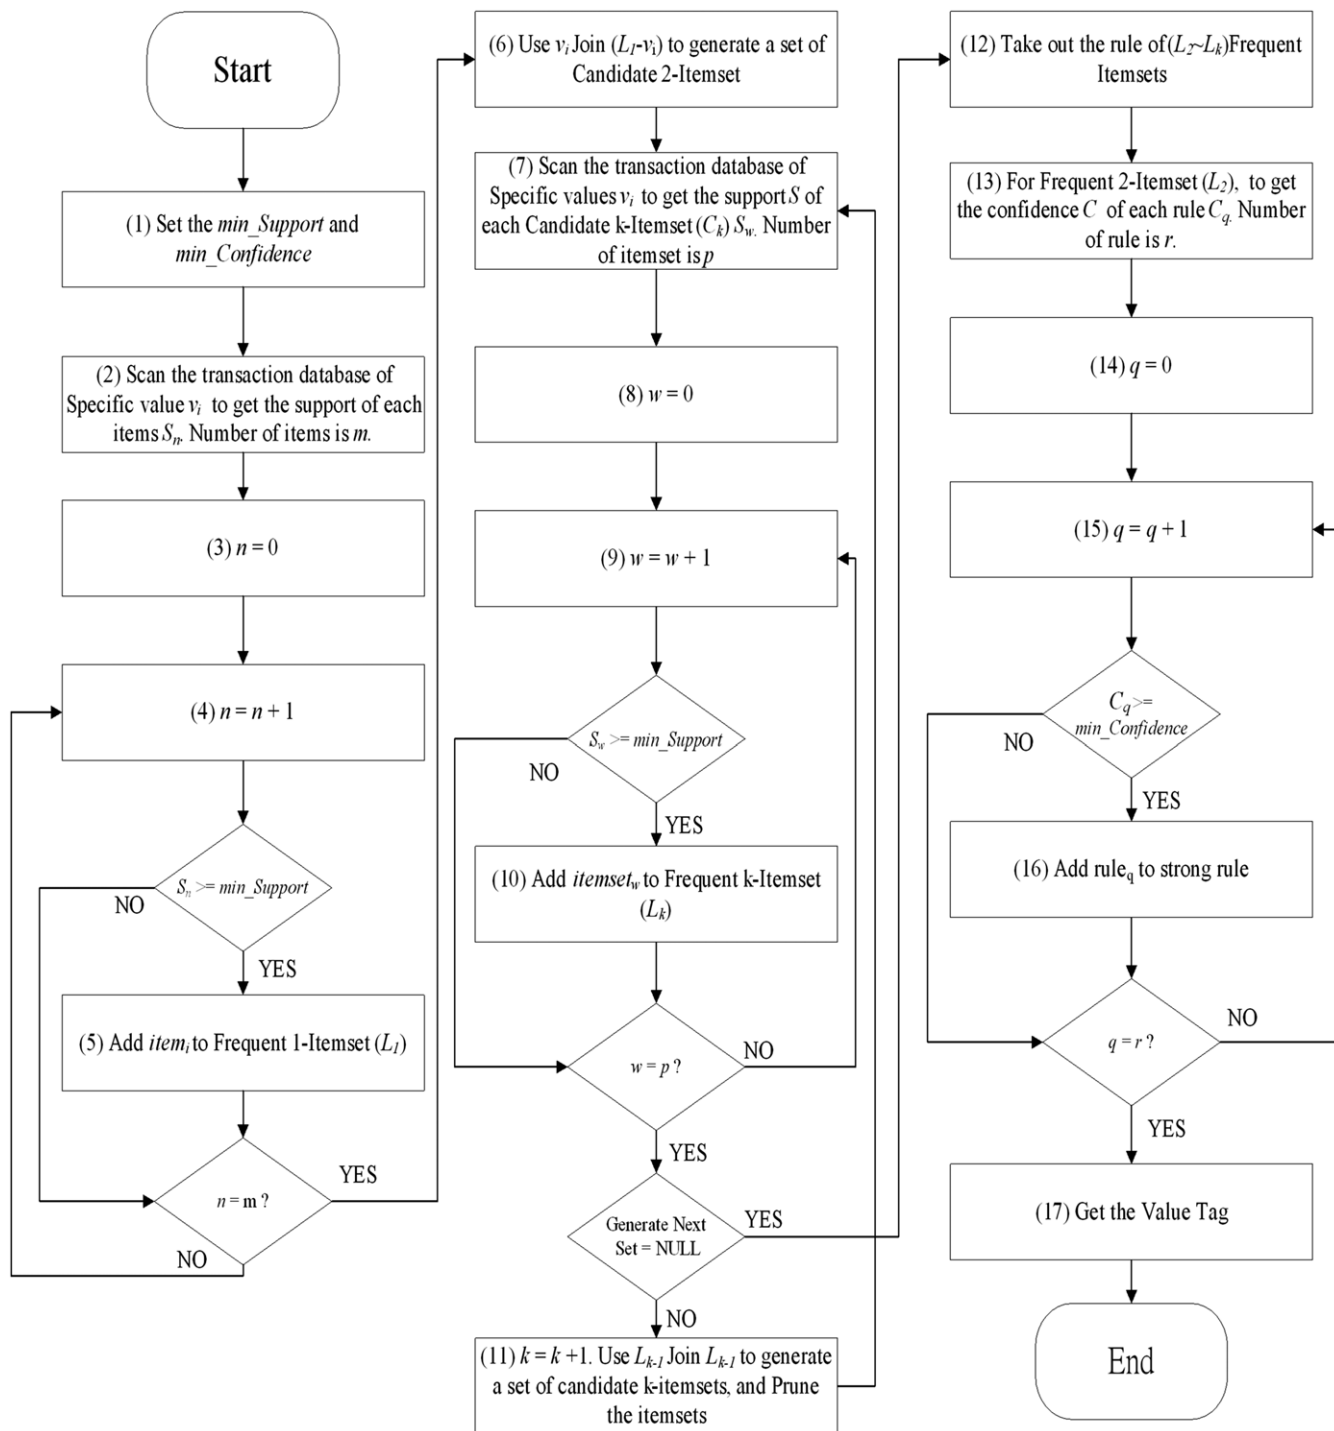 Start
(1) Set the min_Support and
min_Confidence
(2) Scan the transaction database of
Specific value vi to get the support of each
items Sn. Number of items is m.
(3) n = 0
(4) n = n + 1
Sn >= min_Support
NO
YES
(5) Add itemi to Frequent 1-Itemset (L1)
n = m ?
YES
NO
(6) Use vi Join (L1-vi) to generate a set of
Candidate 2-Itemset
(7) Scan the transaction database of
Specific values vi to get the support S of
each Candidate k-Itemset (Ck) Sw. Number
of itemset is p
(8) w = 0
(9) w = w + 1
Sw >= min_Support
NO
YES
(10) Add itemsetw to Frequent k-Itemset
(Lk)
w = p ?
NO
YES
Generate Next
Set = NULL
YES
NO
(11) k = k +1. Use Lk-1 Join Lk-1 to generate
a set of candidate k-itemsets, and Prune
the itemsets
(12) Take out the rule of (L2~Lk)Frequent
Itemsets
(13) For Frequent 2-Itemset (L2), to get
the confidence C of each rule Cq. Number
of rule is r.
(14) q = 0
(15) q = q + 1
Cq >=
min_Confidence
NO
YES
(16) Add ruleq to strong rule
q = r ?
NO
YES
(17) Get the Value Tag
End